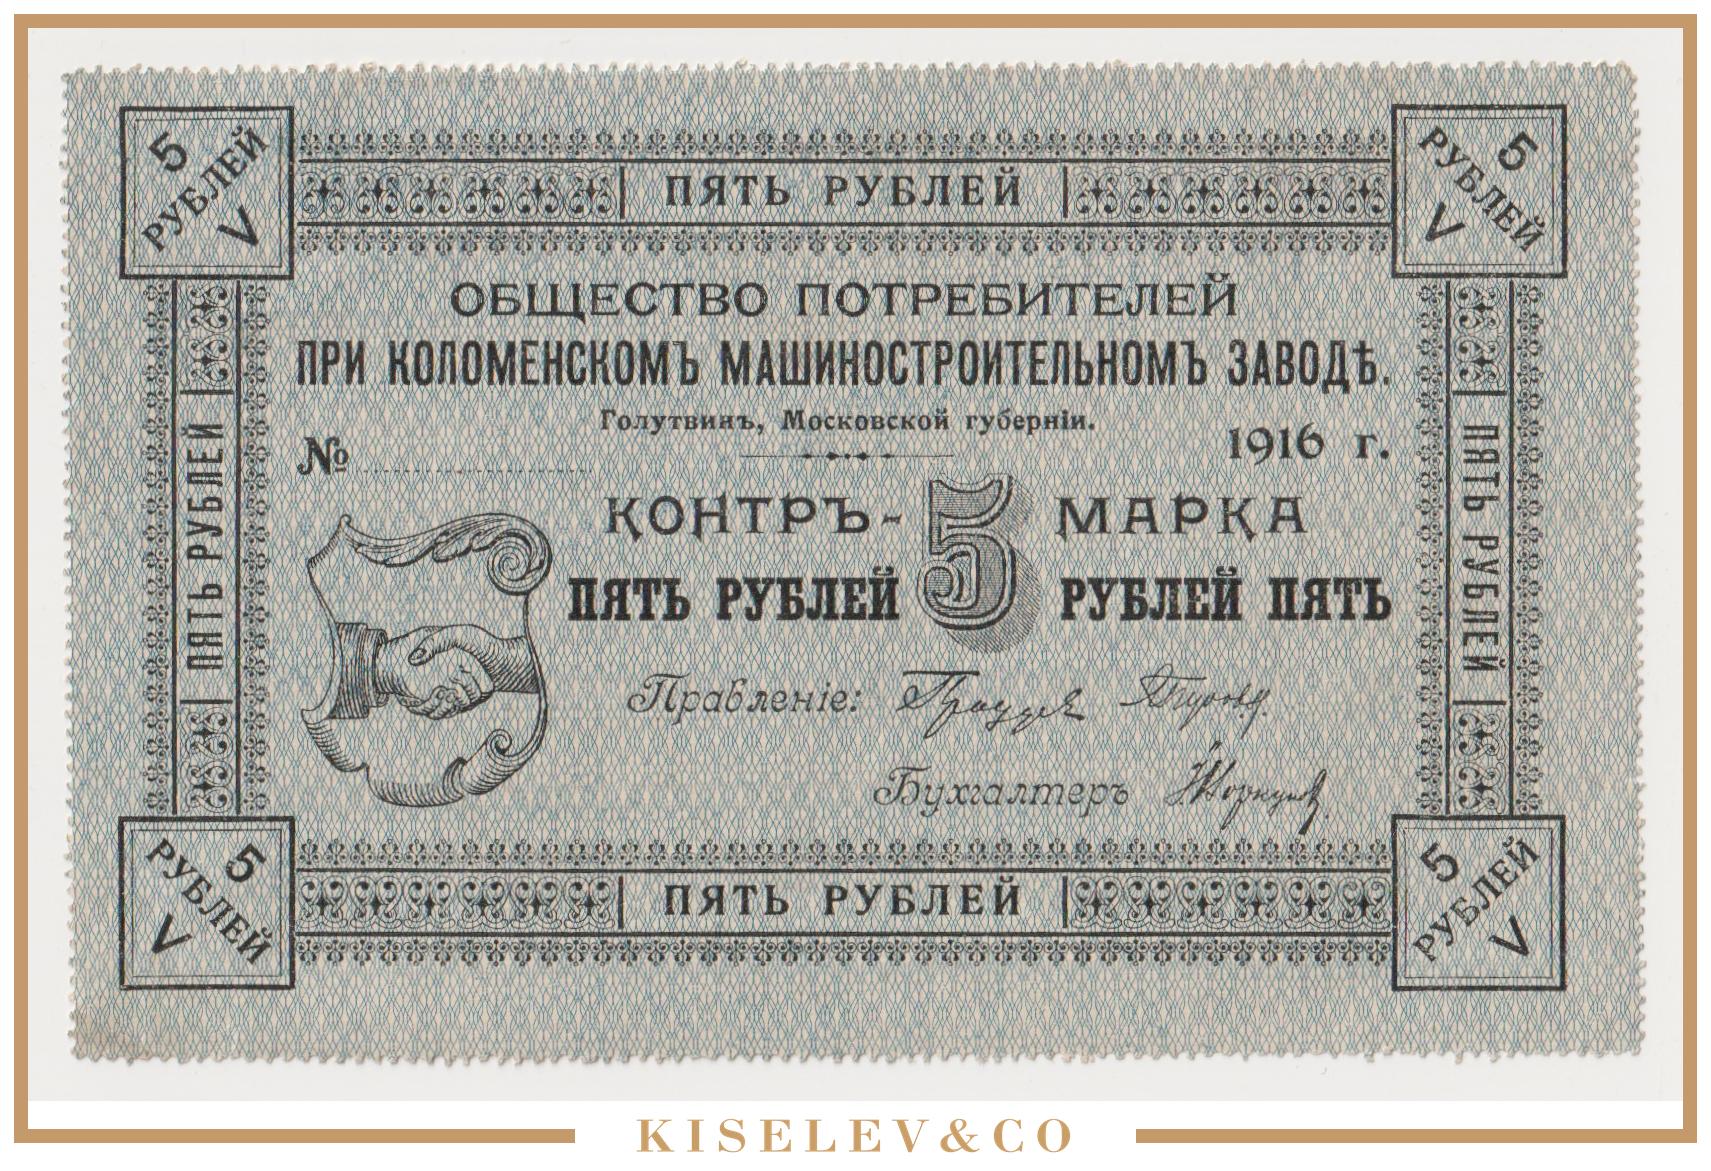 5
РУБЛЕЙ
V
ПЯТЬ РУБЛЕЙ
5
РУБЛЕЙ
V
ОБЩЕСТВО ПОТРЕБИТЕЛЕЙ
ПРИ КОЛОМЕНСКОМЪ МАШИНОСТРОИТЕЛЬНОМЪ ЗАВОДѢ.
Голутвинъ, Московской губерніи.
№
1916 г.
ПЯТЬ РУБЛЕЙ
ПЯТЬ РУБЛЕЙ
КОНТРЪ- 5 МАРКА
ПЯТЬ РУБЛЕЙ РУБЛЕЙ ПЯТЬ
Правленіе:
Бухгалтеръ
5
РУБЛЕЙ
V
ПЯТЬ РУБЛЕЙ
5
РУБЛЕЙ
V
KISELEV&CO